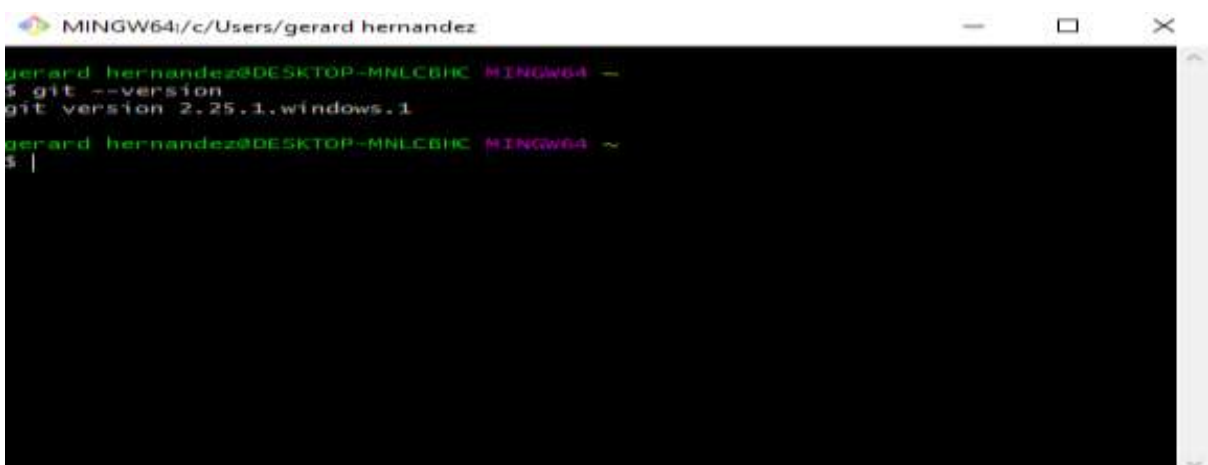 MINGW64:/c/Users/gerard hernandez
gerard hernandez@DESKTOP-MNLCBHC MINGW64 ~
$ git --version
git version 2.25.1.windows.1
gerard hernandez@DESKTOP-MNLCBHC MINGW64 ~
$